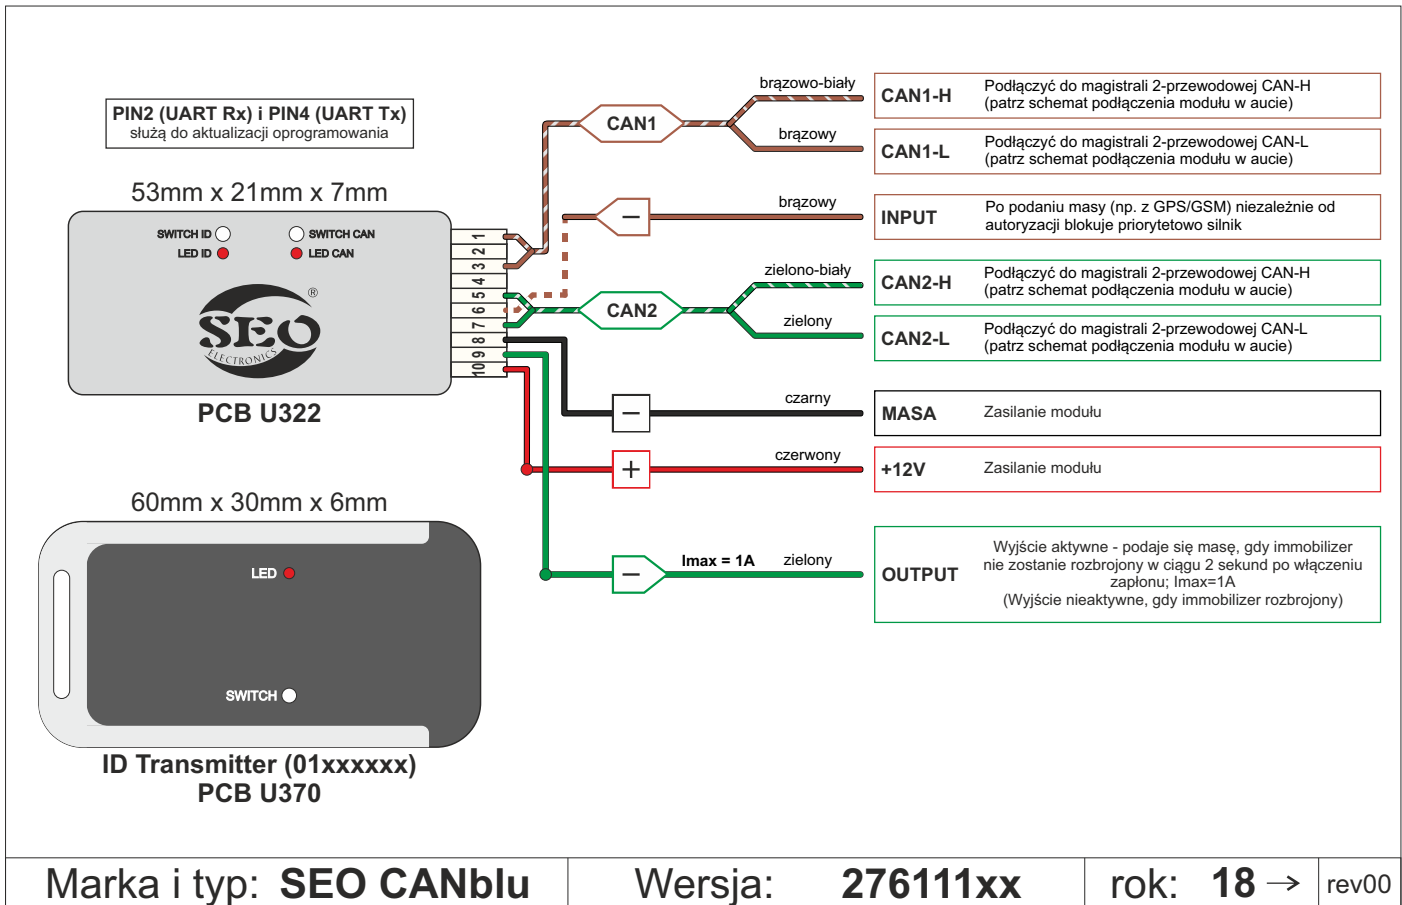 PIN2 (UART Rx) i PIN4 (UART Tx)
służą do aktualizacji oprogramowania
53mm x 21mm x 7mm
SWITCH ID
SWITCH CAN
LED ID
LED CAN
SEO
®
ELECTRONICS
1
2
3
4
5
6
7
8
9
10
PCB U322
60mm x 30mm x 6mm
LED
SWITCH
ID Transmitter (01xxxxxx)
PCB U370
CAN1
brązowo-biały
CAN1-H
Podłączyć do magistrali 2-przewodowej CAN-H
(patrz schemat podłączenia modułu w aucie)
brązowy
CAN1-L
Podłączyć do magistrali 2-przewodowej CAN-L
(patrz schemat podłączenia modułu w aucie)
−
brązowy
INPUT
Po podaniu masy (np. z GPS/GSM) niezależnie od
autoryzacji blokuje priorytetowo silnik
CAN2
zielono-biały
CAN2-H
Podłączyć do magistrali 2-przewodowej CAN-H
(patrz schemat podłączenia modułu w aucie)
zielony
CAN2-L
Podłączyć do magistrali 2-przewodowej CAN-L
(patrz schemat podłączenia modułu w aucie)
−
czarny
MASA
Zasilanie modułu
+
czerwony
+12V
Zasilanie modułu
−
Imax = 1A
zielony
OUTPUT
Wyjście aktywne - podaje się masę, gdy immobilizer
nie zostanie rozbrojony w ciągu 2 sekund po włączeniu
zapłonu; Imax=1A
(Wyjście nieaktywne, gdy immobilizer rozbrojony)
Marka i typ: SEO CANblu
Wersja: 276111xx
rok: 18 →
rev00